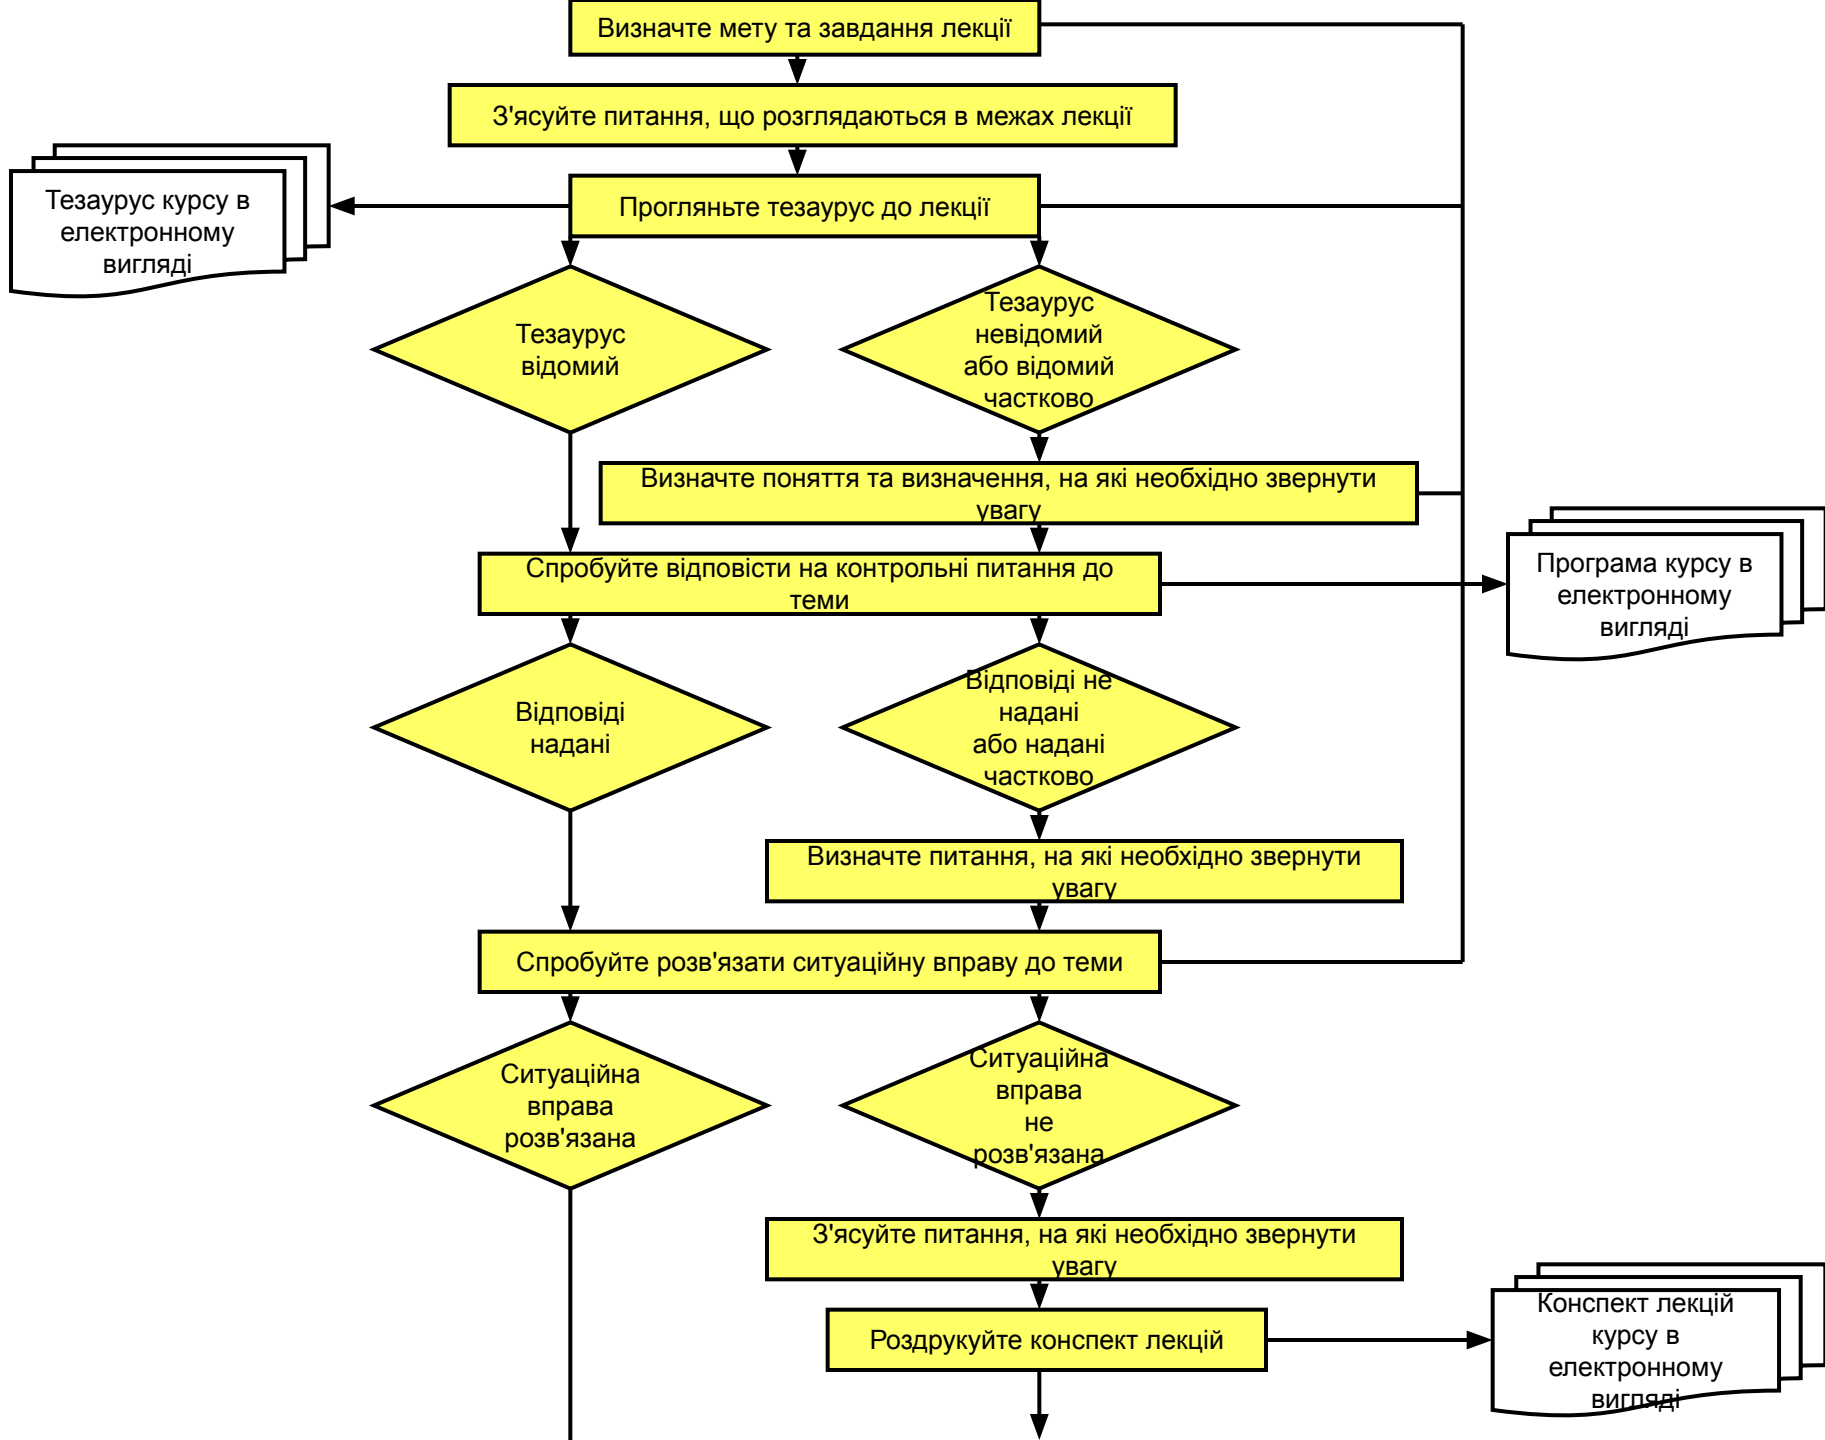 Визначте мету та завдання лекції
З'ясуйте питання, що розглядаються в межах лекції
Тезаурус курсу в
електронному
вигляді
Прогляньте тезаурус до лекції
Тезаурус
відомий
Тезаурус
невідомий
або відомий
частково
Визначте поняття та визначення, на які необхідно звернути
увагу
Спробуйте відповісти на контрольні питання до
теми
Програма курсу в
електронному
вигляді
Відповіді
надані
Відповіді не
надані
або надані
частково
Визначте питання, на які необхідно звернути
увагу
Спробуйте розв'язати ситуаційну вправу до теми
Ситуаційна
вправа
розв'язана
Ситуаційна
вправа
не
розв'язана
З'ясуйте питання, на які необхідно звернути
увагу
Роздрукуйте конспект лекцій
Конспект лекцій
курсу в
електронному
вигляді